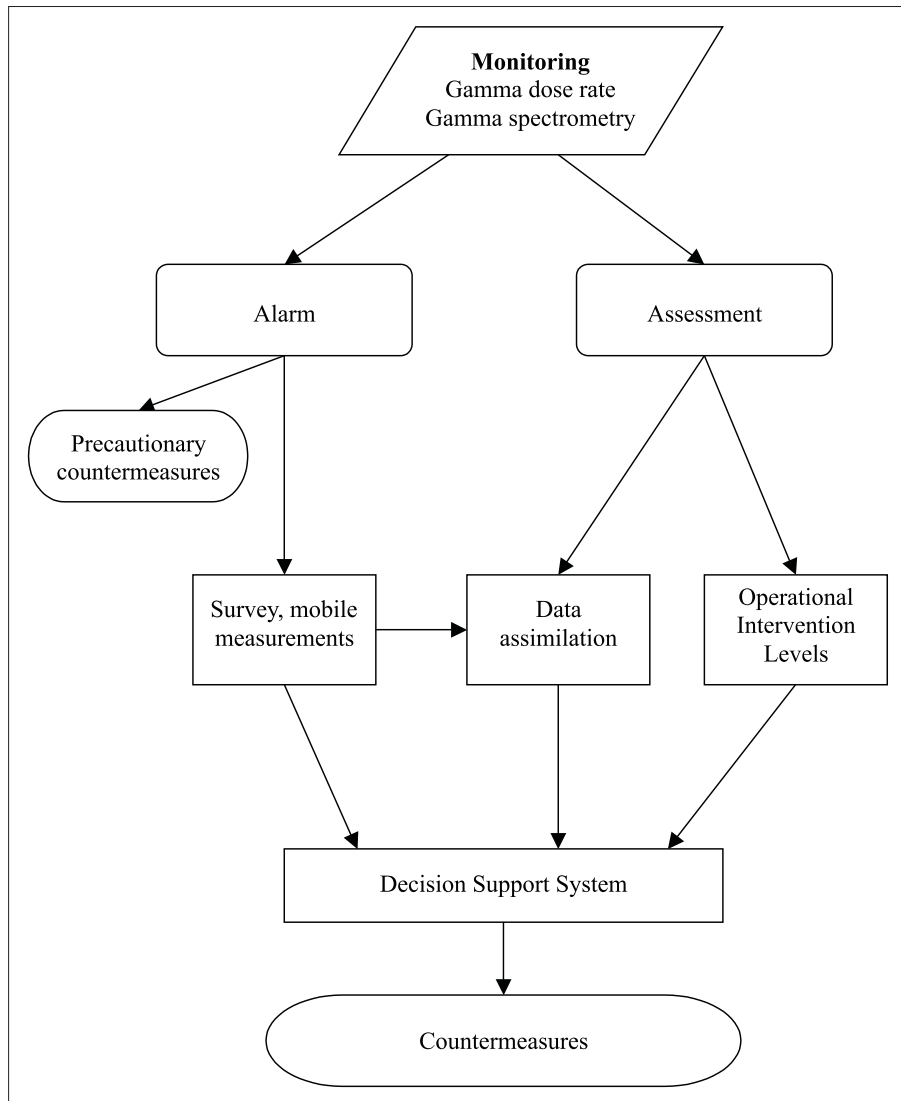 Monitoring
Gamma dose rate
Gamma spectrometry
Alarm
Assessment
Precautionary
countermeasures
Survey, mobile
measurements
Data
assimilation
Operational
Intervention
Levels
Decision Support System
Countermeasures